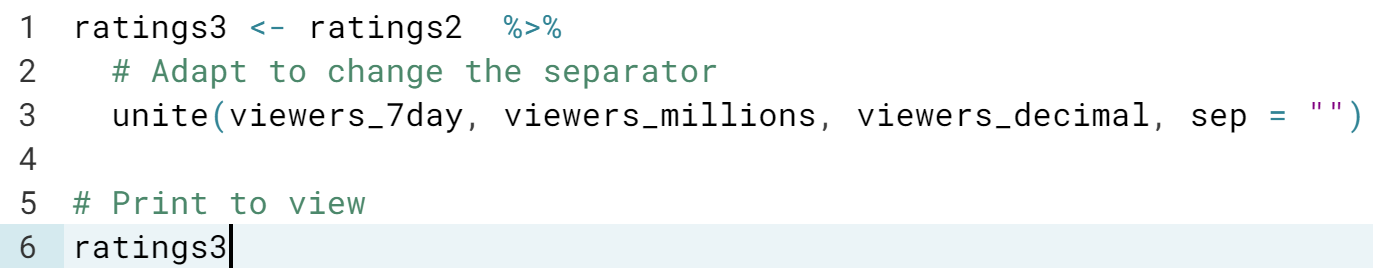 1 ratings3 <- ratings2  %>%
2   # Adapt to change the separator
3   unite(viewers_7day, viewers_millions, viewers_decimal, sep = "")
4
5 # Print to view
6 ratings3